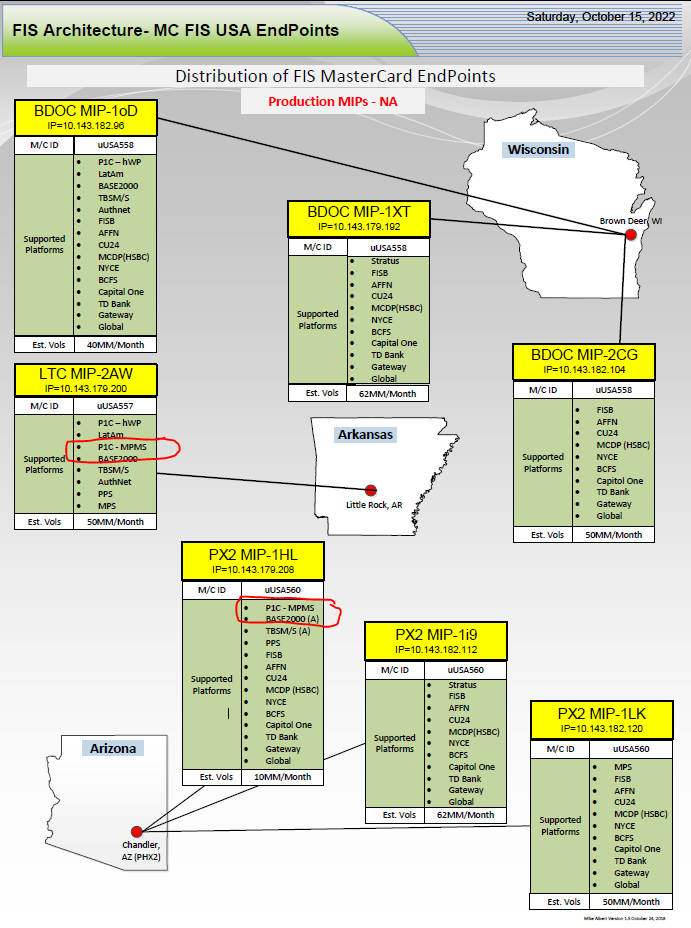 FIS Architecture- MC FIS USA EndPoints
Saturday, October 15, 2022
Distribution of FIS MasterCard EndPoints
Production MIPs - NA
BDOC MIP-1oD
IP=10.143.182.96
M/C ID uUSA558
Supported Platforms
• P1C – hWP
• LatAm
• BASE2000
• TBSM/S
• Authnet
• FISB
• AFFN
• CU24
• MCDP(HSBC)
• NYCE
• BCFS
• Capital One
• TD Bank
• Gateway
• Global
Est. Vols 40MM/Month
Wisconsin
Brown Deer, WI
BDOC MIP-1XT
IP=10.143.179.192
M/C ID uUSA558
Supported Platforms
• Stratus
• FISB
• AFFN
• CU24
• MCDP(HSBC)
• NYCE
• BCFS
• Capital One
• TD Bank
• Gateway
• Global
Est. Vols 62MM/Month
BDOC MIP-2CG
IP=10.143.182.104
M/C ID uUSA558
Supported Platforms
• FISB
• AFFN
• CU24
• MCDP (HSBC)
• NYCE
• BCFS
• Capitol One
• TD Bank
• Gateway
• Global
Est. Vols 50MM/Month
LTC MIP-2AW
IP=10.143.179.200
M/C ID uUSA557
Supported Platforms
• P1C – hWP
• LatAm
• P1C - MPMS
• BASE2000
• TBSM/S
• AuthNet
• PPS
• MPS
Est. Vols 50MM/Month
Arkansas
Little Rock, AR
PX2 MIP-1HL
IP=10.143.179.208
M/C ID uUSA560
Supported Platforms
• P1C - MPMS
• BASE2000 (A)
• TBSM/S (A)
• PPS
• FISB
• AFFN
• CU24
• MCDP (HSBC)
• NYCE
• BCFS
• Capitol One
• TD Bank
• Gateway
• Global
Est. Vols 10MM/Month
PX2 MIP-1i9
IP=10.143.182.112
M/C ID uUSA560
Supported Platforms
• Stratus
• FISB
• AFFN
• CU24
• MCDP(HSBC)
• NYCE
• BCFS
• Capitol One
• TD Bank
• Gateway
• Global
Est. Vols 62MM/Month
PX2 MIP-1LK
IP=10.143.182.120
M/C ID uUSA560
Supported Platforms
• MPS
• FISB
• AFFN
• CU24
• MCDP (HSBC)
• NYCE
• BCFS
• Capitol One
• TD Bank
• Gateway
• Global
Est. Vols 50MM/Month
Arizona
Chandler,
AZ (PHX2)
Mike Albert Version 1.9 October 24, 2018